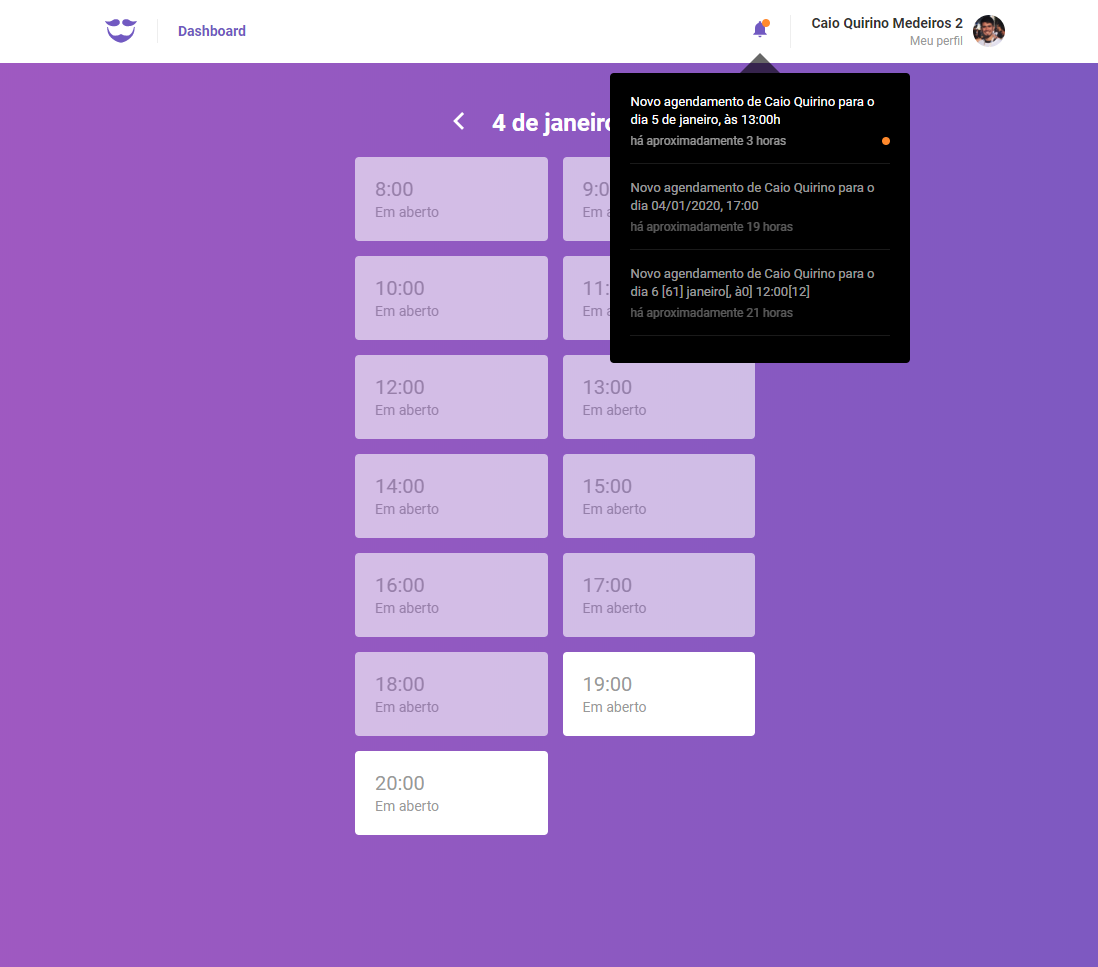 Dashboard
Caio Quirino Medeiros 2
Meu perfil
4 de janeiro
Novo agendamento de Caio Quirino para o
dia 5 de janeiro, às 13:00h
há aproximadamente 3 horas
Novo agendamento de Caio Quirino para o
dia 04/01/2020, 17:00
há aproximadamente 19 horas
Novo agendamento de Caio Quirino para o
dia 6 [61] janeiro[, à0] 12:00[12]
há aproximadamente 21 horas
8:00
Em aberto
9:0
Em a
10:00
Em aberto
11:
Em a
12:00
Em aberto
13:00
Em aberto
14:00
Em aberto
15:00
Em aberto
16:00
Em aberto
17:00
Em aberto
18:00
Em aberto
19:00
Em aberto
20:00
Em aberto